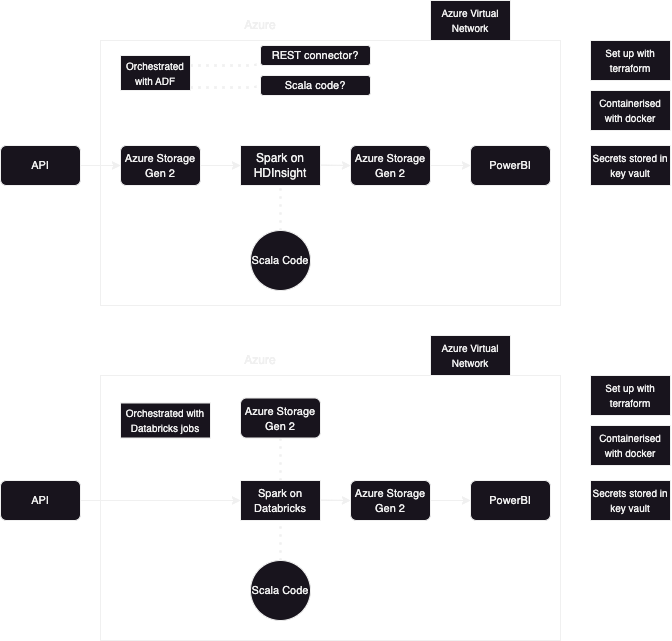 Azure
Azure Virtual
Network
Orchestrated
with ADF
REST connector?
Scala code?
Set up with
terraform
Containerised
with docker
API
Azure Storage
Gen 2
Spark on
HDInsight
Azure Storage
Gen 2
PowerBI
Secrets stored in
key vault
Scala Code
Azure
Azure Virtual
Network
Orchestrated with
Databricks jobs
Azure Storage
Gen 2
Set up with
terraform
Containerised
with docker
API
Spark on
Databricks
Azure Storage
Gen 2
PowerBI
Secrets stored in
key vault
Scala Code